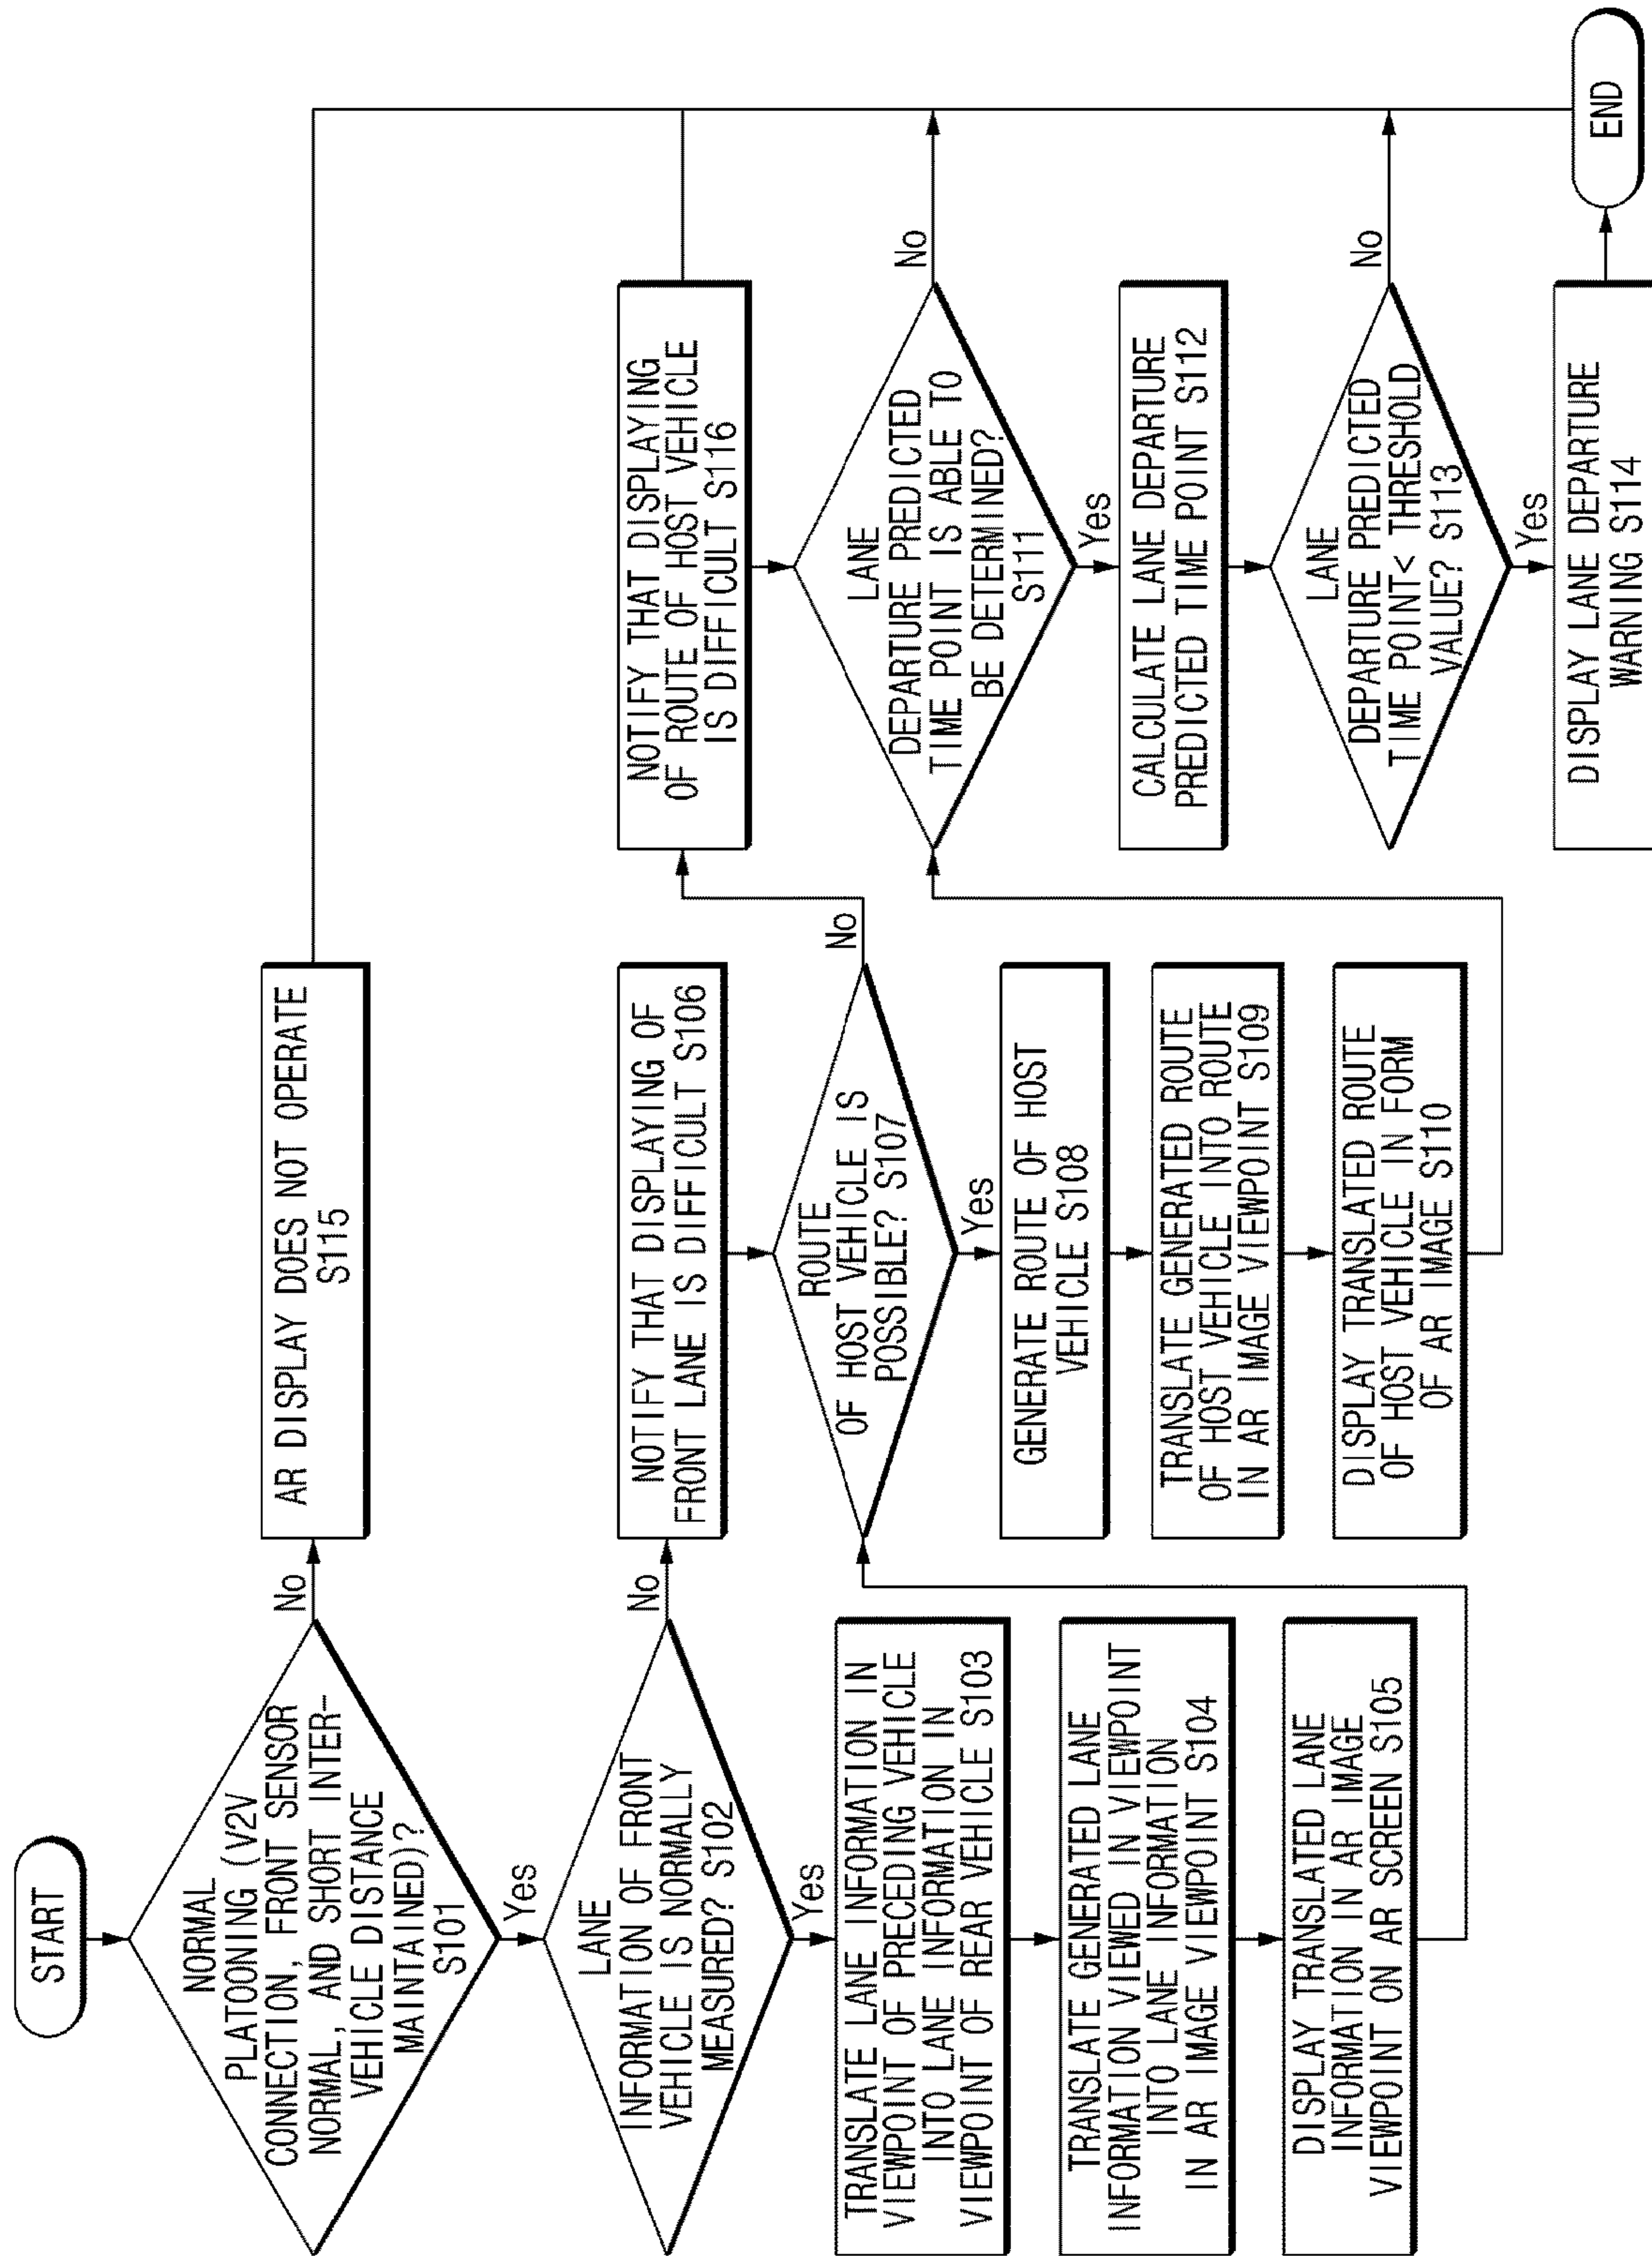 START
NORMAL
PLATOONING (V2V
CONNECTION, FRONT SENSOR
NORMAL, AND SHORT INTER-
VEHICLE DISTANCE
MAINTAINED)?
S101
No
Yes
AR DISPLAY DOES NOT OPERATE
S115
LANE
INFORMATION OF FRONT
VEHICLE IS NORMALLY
MEASURED? S102
No
Yes
TRANSLATE LANE INFORMATION IN
VIEWPOINT OF PRECEDING VEHICLE
INTO LANE INFORMATION IN
VIEWPOINT OF REAR VEHICLE S103
TRANSLATE GENERATED LANE
INFORMATION VIEWED IN VIEWPOINT
INTO LANE INFORMATION
IN AR IMAGE VIEWPOINT S104
DISPLAY TRANSLATED LANE
INFORMATION IN AR IMAGE
VIEWPOINT ON AR SCREEN S105
NOTIFY THAT DISPLAYING OF
FRONT LANE IS DIFFICULT S106
ROUTE
OF HOST VEHICLE IS
POSSIBLE? S107
No
Yes
GENERATE ROUTE OF HOST
VEHICLE S108
TRANSLATE GENERATED ROUTE
OF HOST VEHICLE INTO ROUTE
IN AR IMAGE VIEWPOINT S109
DISPLAY TRANSLATED ROUTE
OF HOST VEHICLE IN FORM
OF AR IMAGE S110
NOTIFY THAT DISPLAYING
OF ROUTE OF HOST VEHICLE
IS DIFFICULT S116
LANE
DEPARTURE PREDICTED
TIME POINT IS ABLE TO
BE DETERMINED?
S111
No
Yes
CALCULATE LANE DEPARTURE
PREDICTED TIME POINT S112
LANE
DEPARTURE PREDICTED
TIME POINT< THRESHOLD
VALUE? S113
No
Yes
DISPLAY LANE DEPARTURE
WARNING S114
END